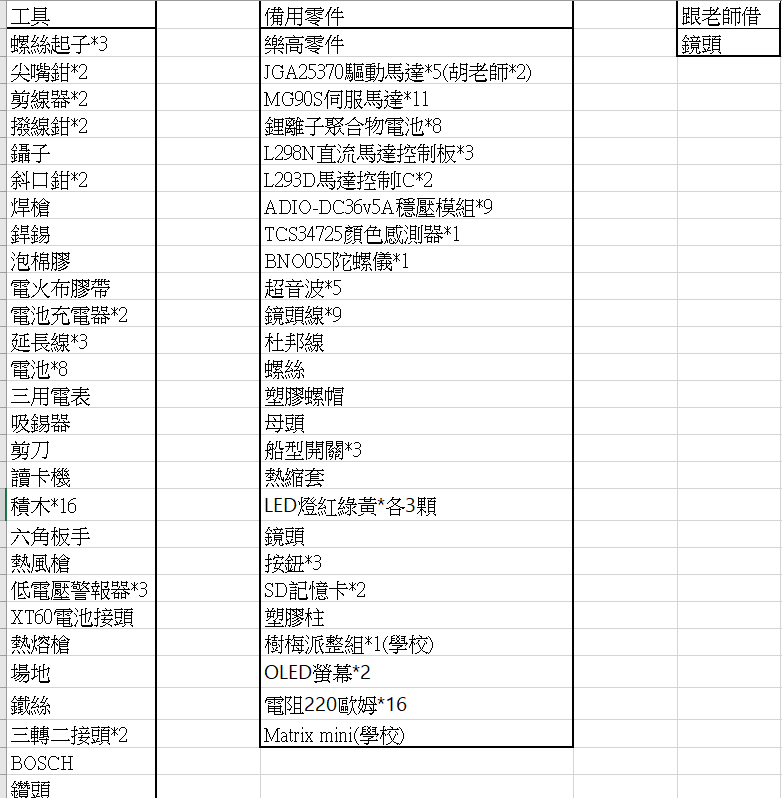 工具
螺絲起子*3
尖嘴鉗*2
剪線器*2
撥線鉗*2
鑷子
斜口鉗*2
焊槍
銲錫
泡棉膠
電火布膠帶
電池充電器*2
延長線*3
電池*8
三用電表
吸錫器
剪刀
讀卡機
積木*16
六角板手
熱風槍
低電壓警報器*3
XT60電池接頭
熱熔槍
場地
鐵絲
三轉二接頭*2
BOSCH
鑽頭
備用零件
樂高零件
JGA25370驅動馬達*5(胡老師*2)
MG90S伺服馬達*11
鋰離子聚合物電池*8
L298N直流馬達控制板*3
L293D馬達控制IC*2
ADIO-DC36v5A穩壓模組*9
TCS34725顏色感測器*1
BNO055陀螺儀*1
超音波*5
鏡頭線*9
杜邦線
螺絲
塑膠螺帽
母頭
船型開關*3
熱縮套
LED燈紅綠黃*各3顆
鏡頭
按鈕*3
SD記憶卡*2
塑膠柱
樹梅派整組*1(學校)
OLED螢幕*2
電阻220歐姆*16
Matrix mini(學校)
跟老師借
鏡頭